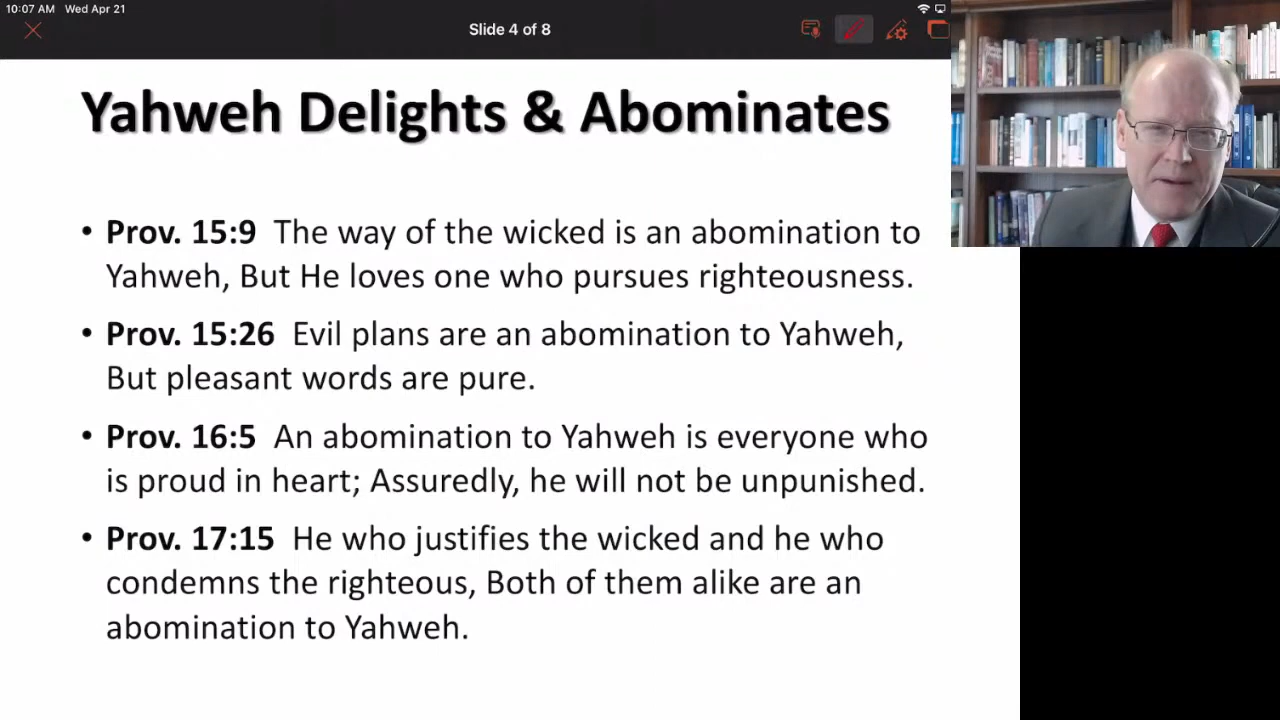 10:07 AM Wed Apr 21
Slide 4 of 8
Yahweh Delights & Abominates
• Prov. 15:9 The way of the wicked is an abomination to
Yahweh, But He loves one who pursues righteousness.
• Prov. 15:26 Evil plans are an abomination to Yahweh,
But pleasant words are pure.
• Prov. 16:5 An abomination to Yahweh is everyone who
is proud in heart; Assuredly, he will not be unpunished.
• Prov. 17:15 He who justifies the wicked and he who
condemns the righteous, Both of them alike are an
abomination to Yahweh.